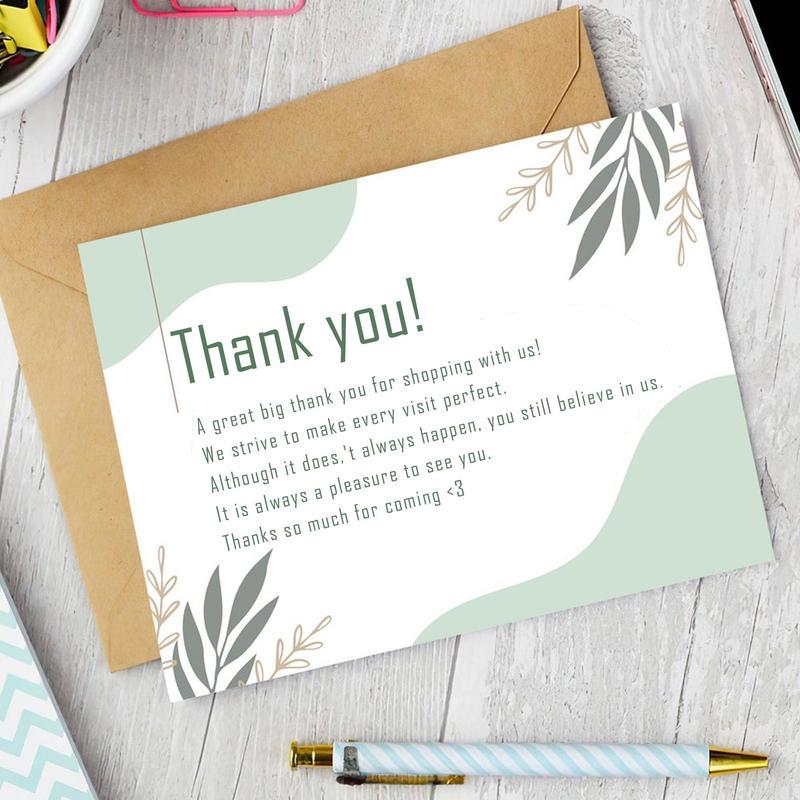 Thank you!
A great big thank you for shopping with us!
We strive to make every visit perfect.
Although it does,'t always happen, you still believe in us.
It is always a pleasure to see you.
Thanks so much for coming <3